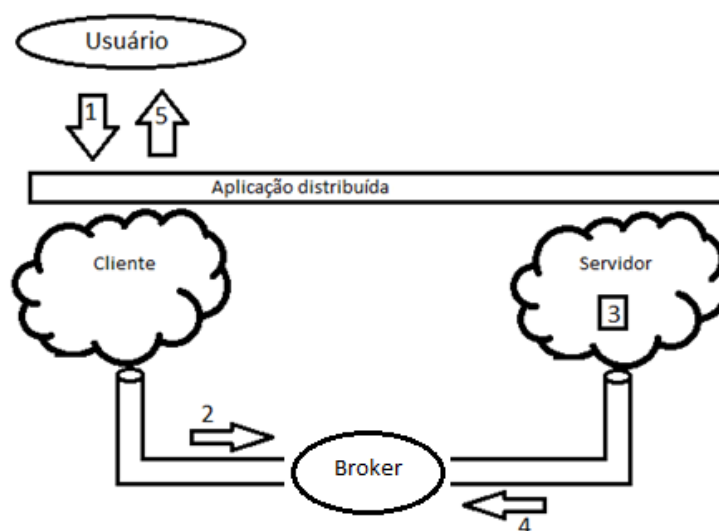 Usuário
1
5
Aplicação distribuída
Cliente
Servidor
3
2
Broker
4